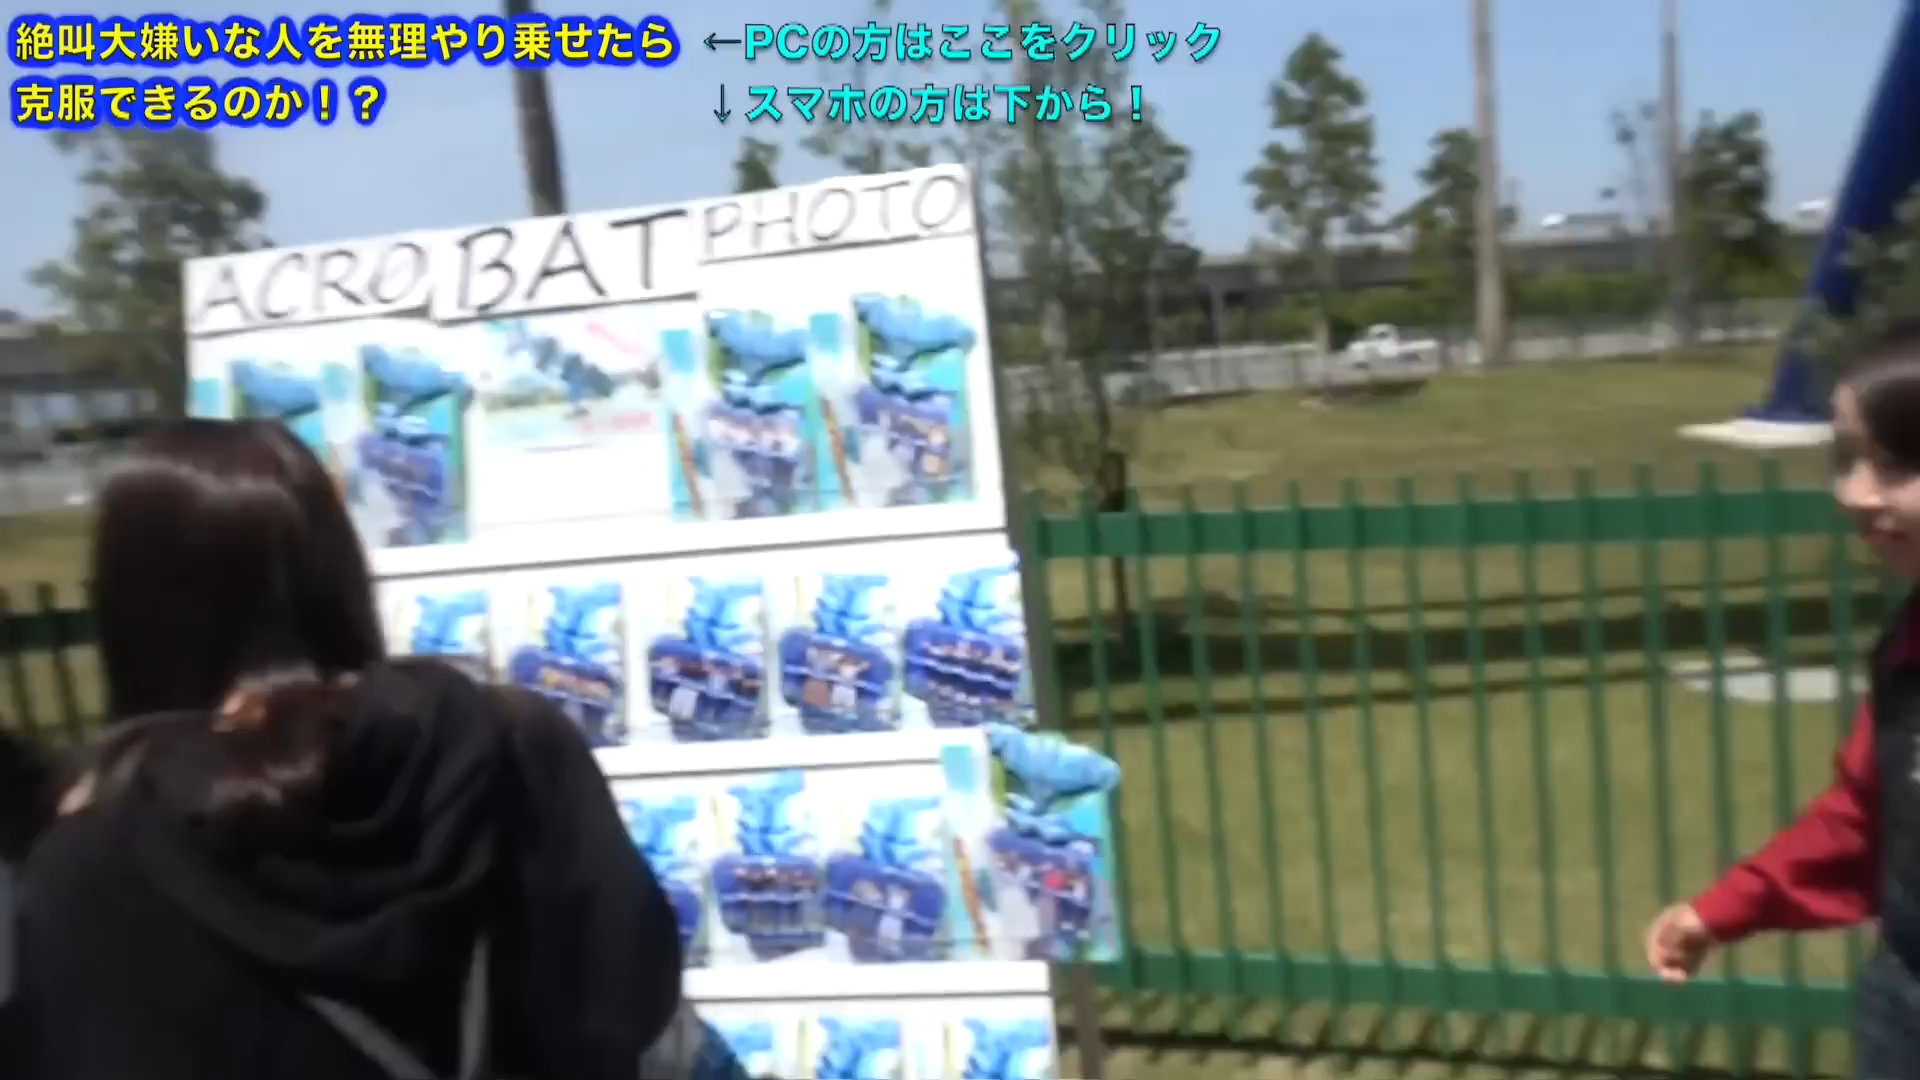 絶叫大嫌いな人を無理やり乗せたら
克服できるのか！？
←PCの方はここをクリック
↓スマホの方は下から！
ACROBAT PHOTO